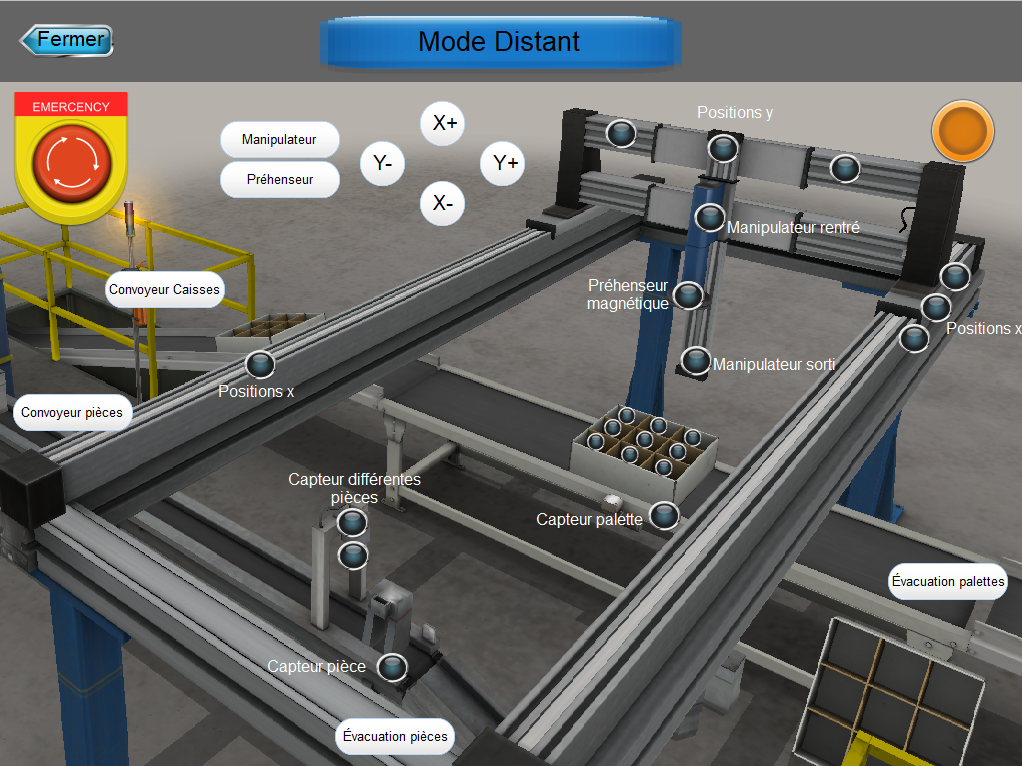 Fermer
Mode Distant
EMERCENCY
Manipulateur
Préhenseur
X+
Y-
Y+
X-
Positions y
Manipulateur rentré
Convoyeur Caisses
Préhenseur
magnétique
Positions x
Manipulateur sorti
Positions x
Convoyeur pièces
Capteur différentes
pièces
Capteur palette
Évacuation palettes
Capteur pièce
Évacuation pièces